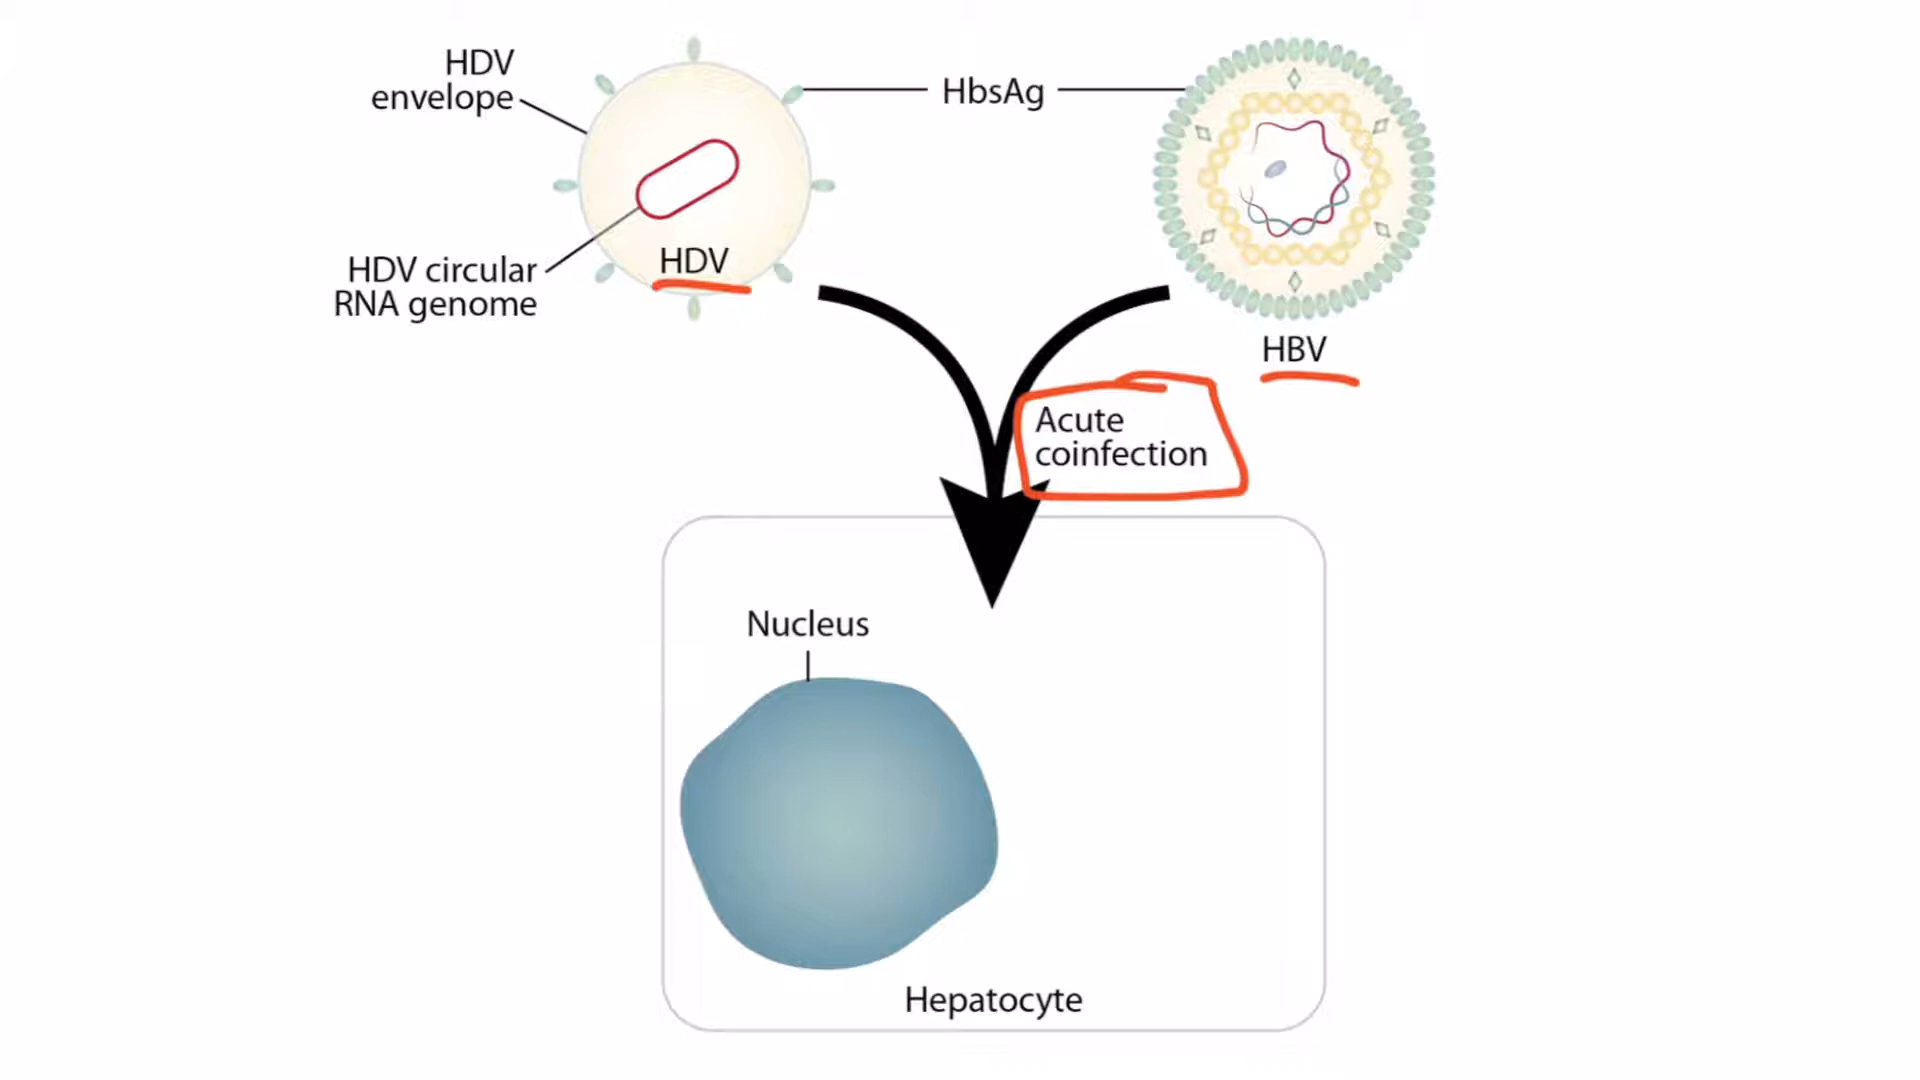 HDV
envelope
HbsAg
HDV circular
RNA genome
HDV
HBV
Acute
coinfection
Nucleus
Hepatocyte